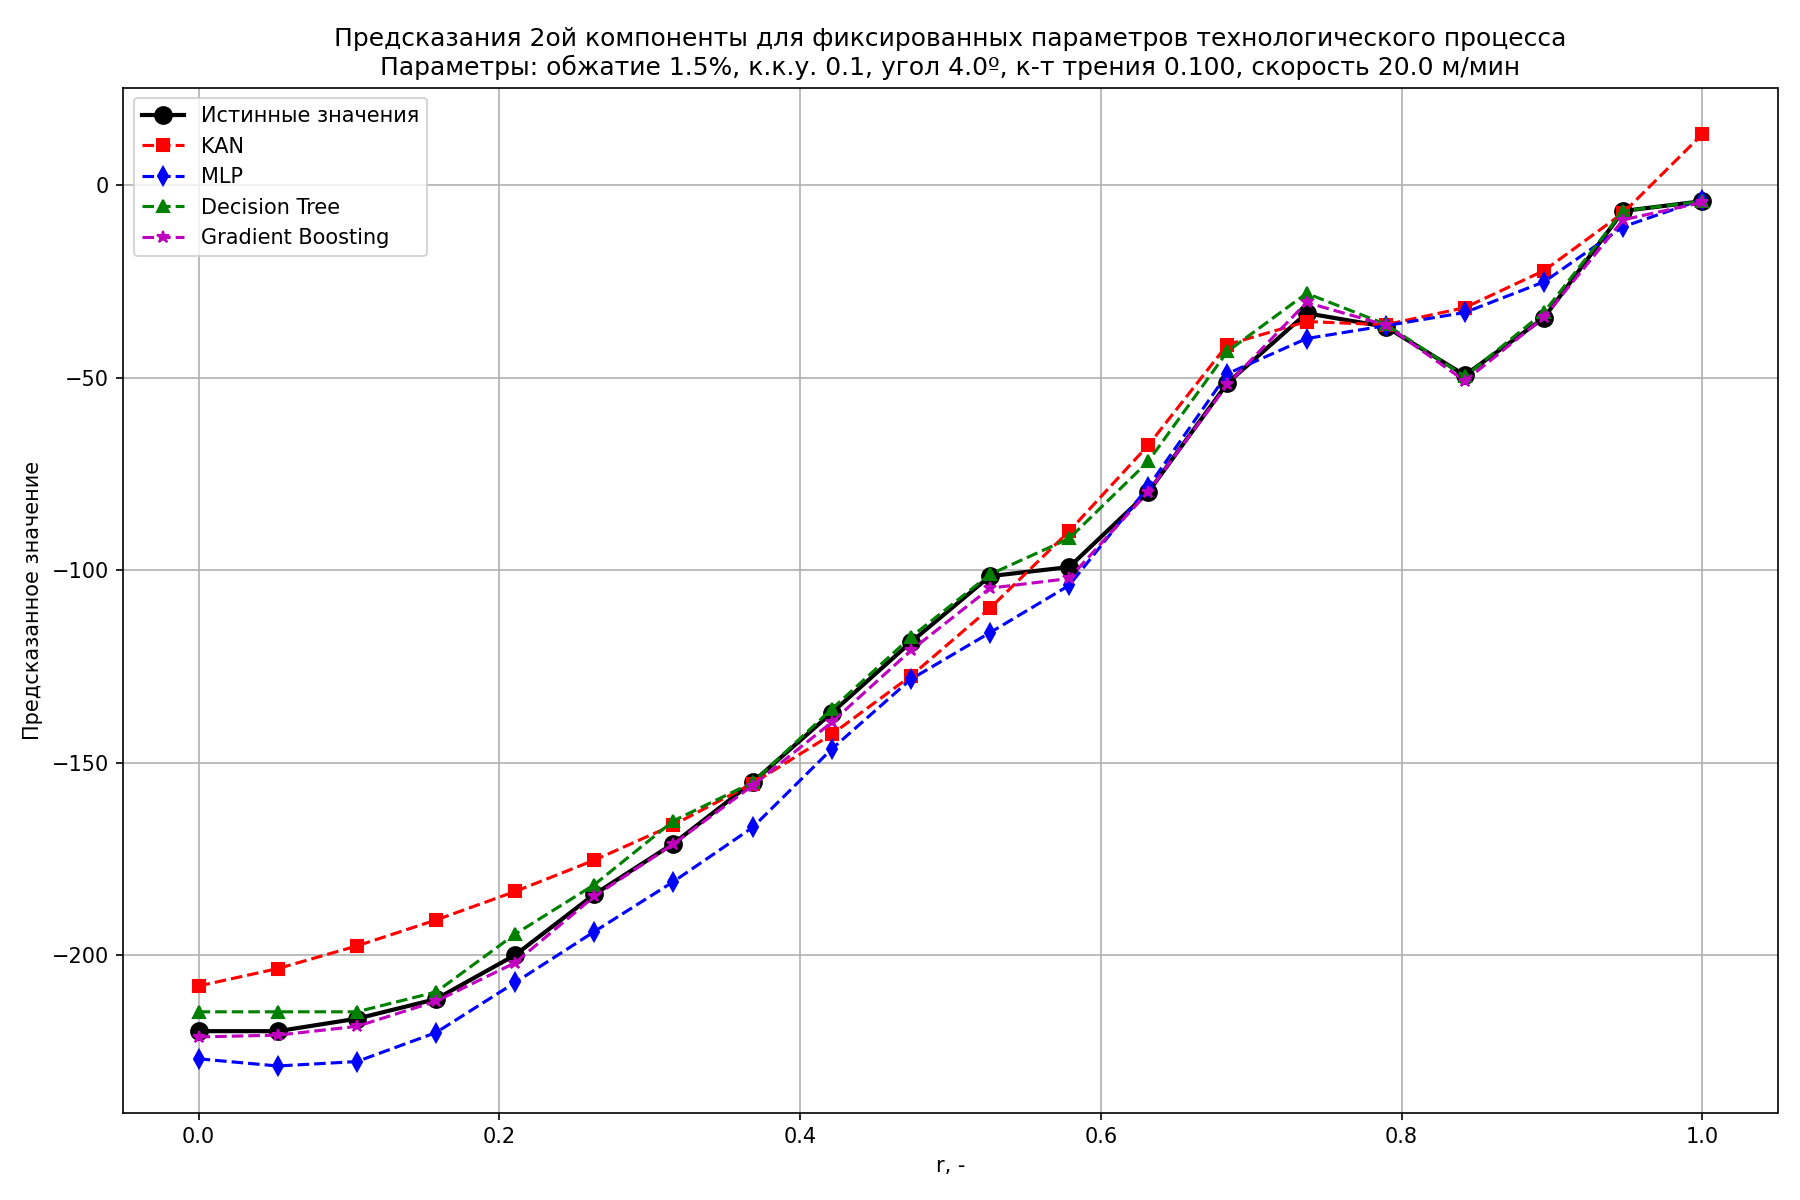 Предсказания 2ой компоненты для фиксированных параметров технологического процесса
Параметры: обжатие 1.5%, к.к.у. 0.1, угол 4.0º, к-т трения 0.100, скорость 20.0 м/мин
Истинные значения
KAN
MLP
Decision Tree
Gradient Boosting
Предсказанное значение
0
−50
−100
−150
−200
0.0 0.2 0.4 0.6 0.8 1.0
r, -